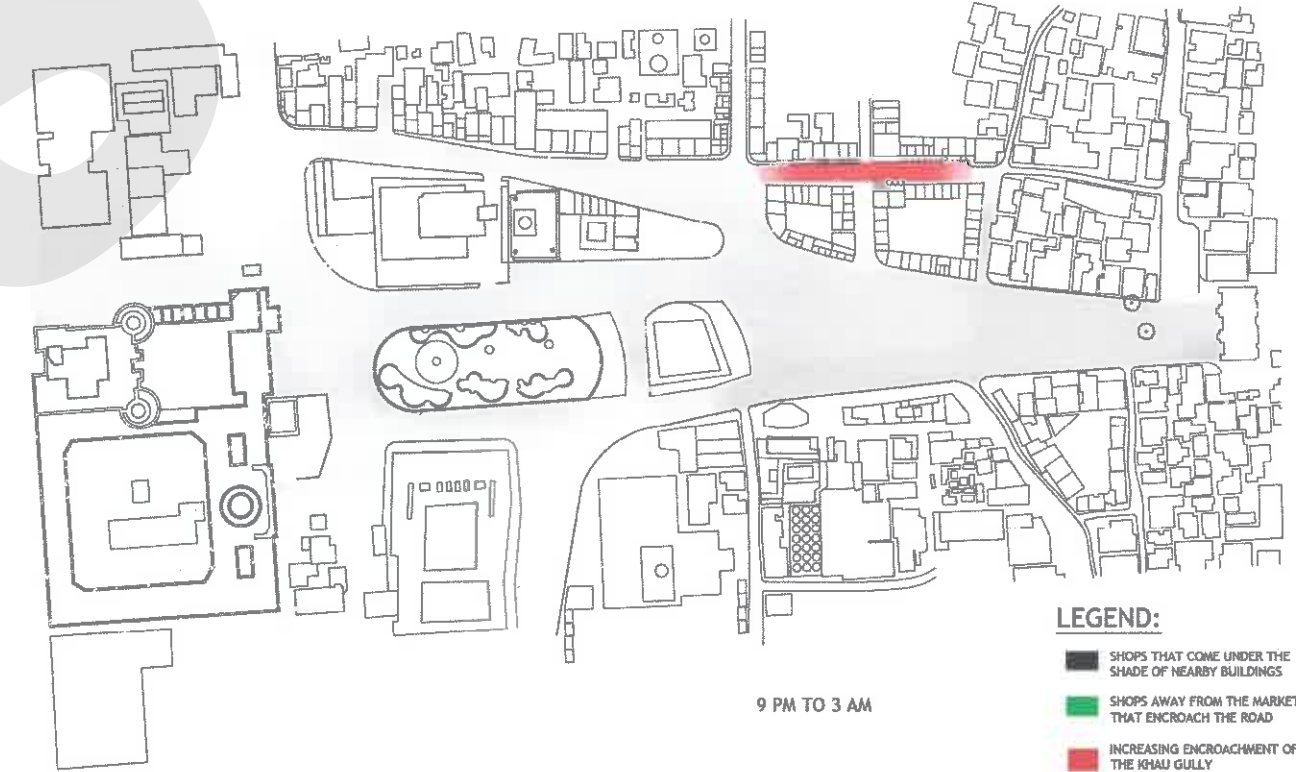 LEGEND:
SHOPS THAT COME UNDER THE
SHADE OF NEARBY BUILDINGS
9 PM TO 3 AM
SHOPS AWAY FROM THE MARKET
THAT ENCROACH THE ROAD
INCREASING ENCROACHMENT OF
THE KHAU GULLY